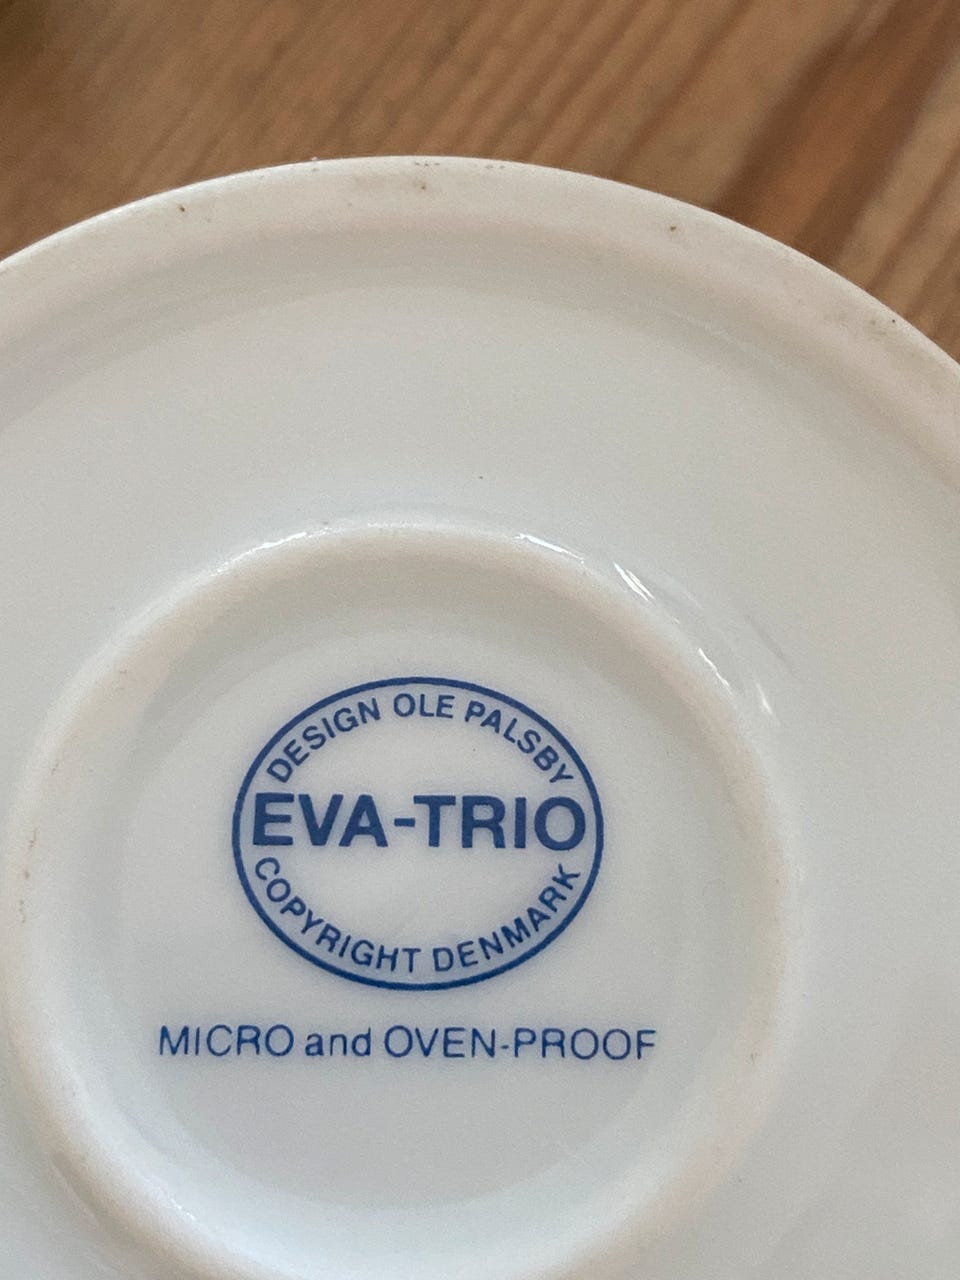 DESIGN OLE PALSBY
EVA-TRIO
COPYRIGHT DENMARK
MICRO and OVEN-PROOF